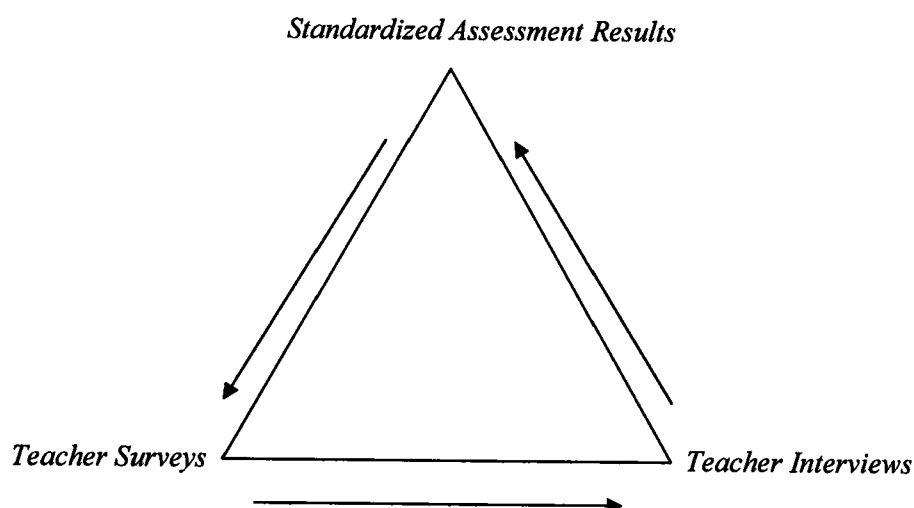 Standardized Assessment Results
Teacher Surveys
Teacher Interviews